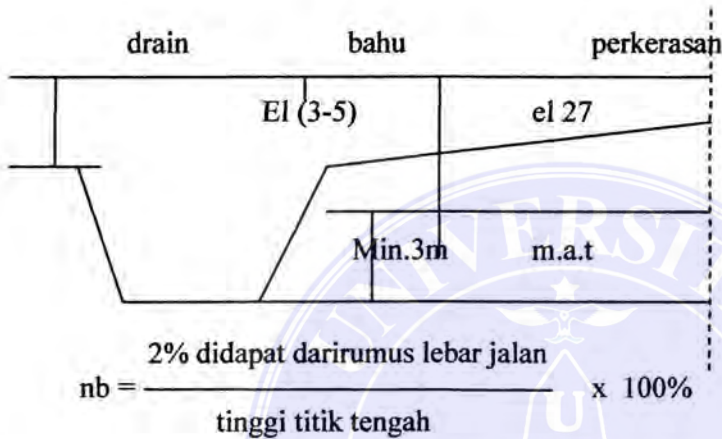 drain bahu perkerasan
El (3-5) el 27
Min.3m m.a.t
2% didapat darirumus lebar jalan
nb = x 100%
tinggi titik tengah
UNIVERSI
U